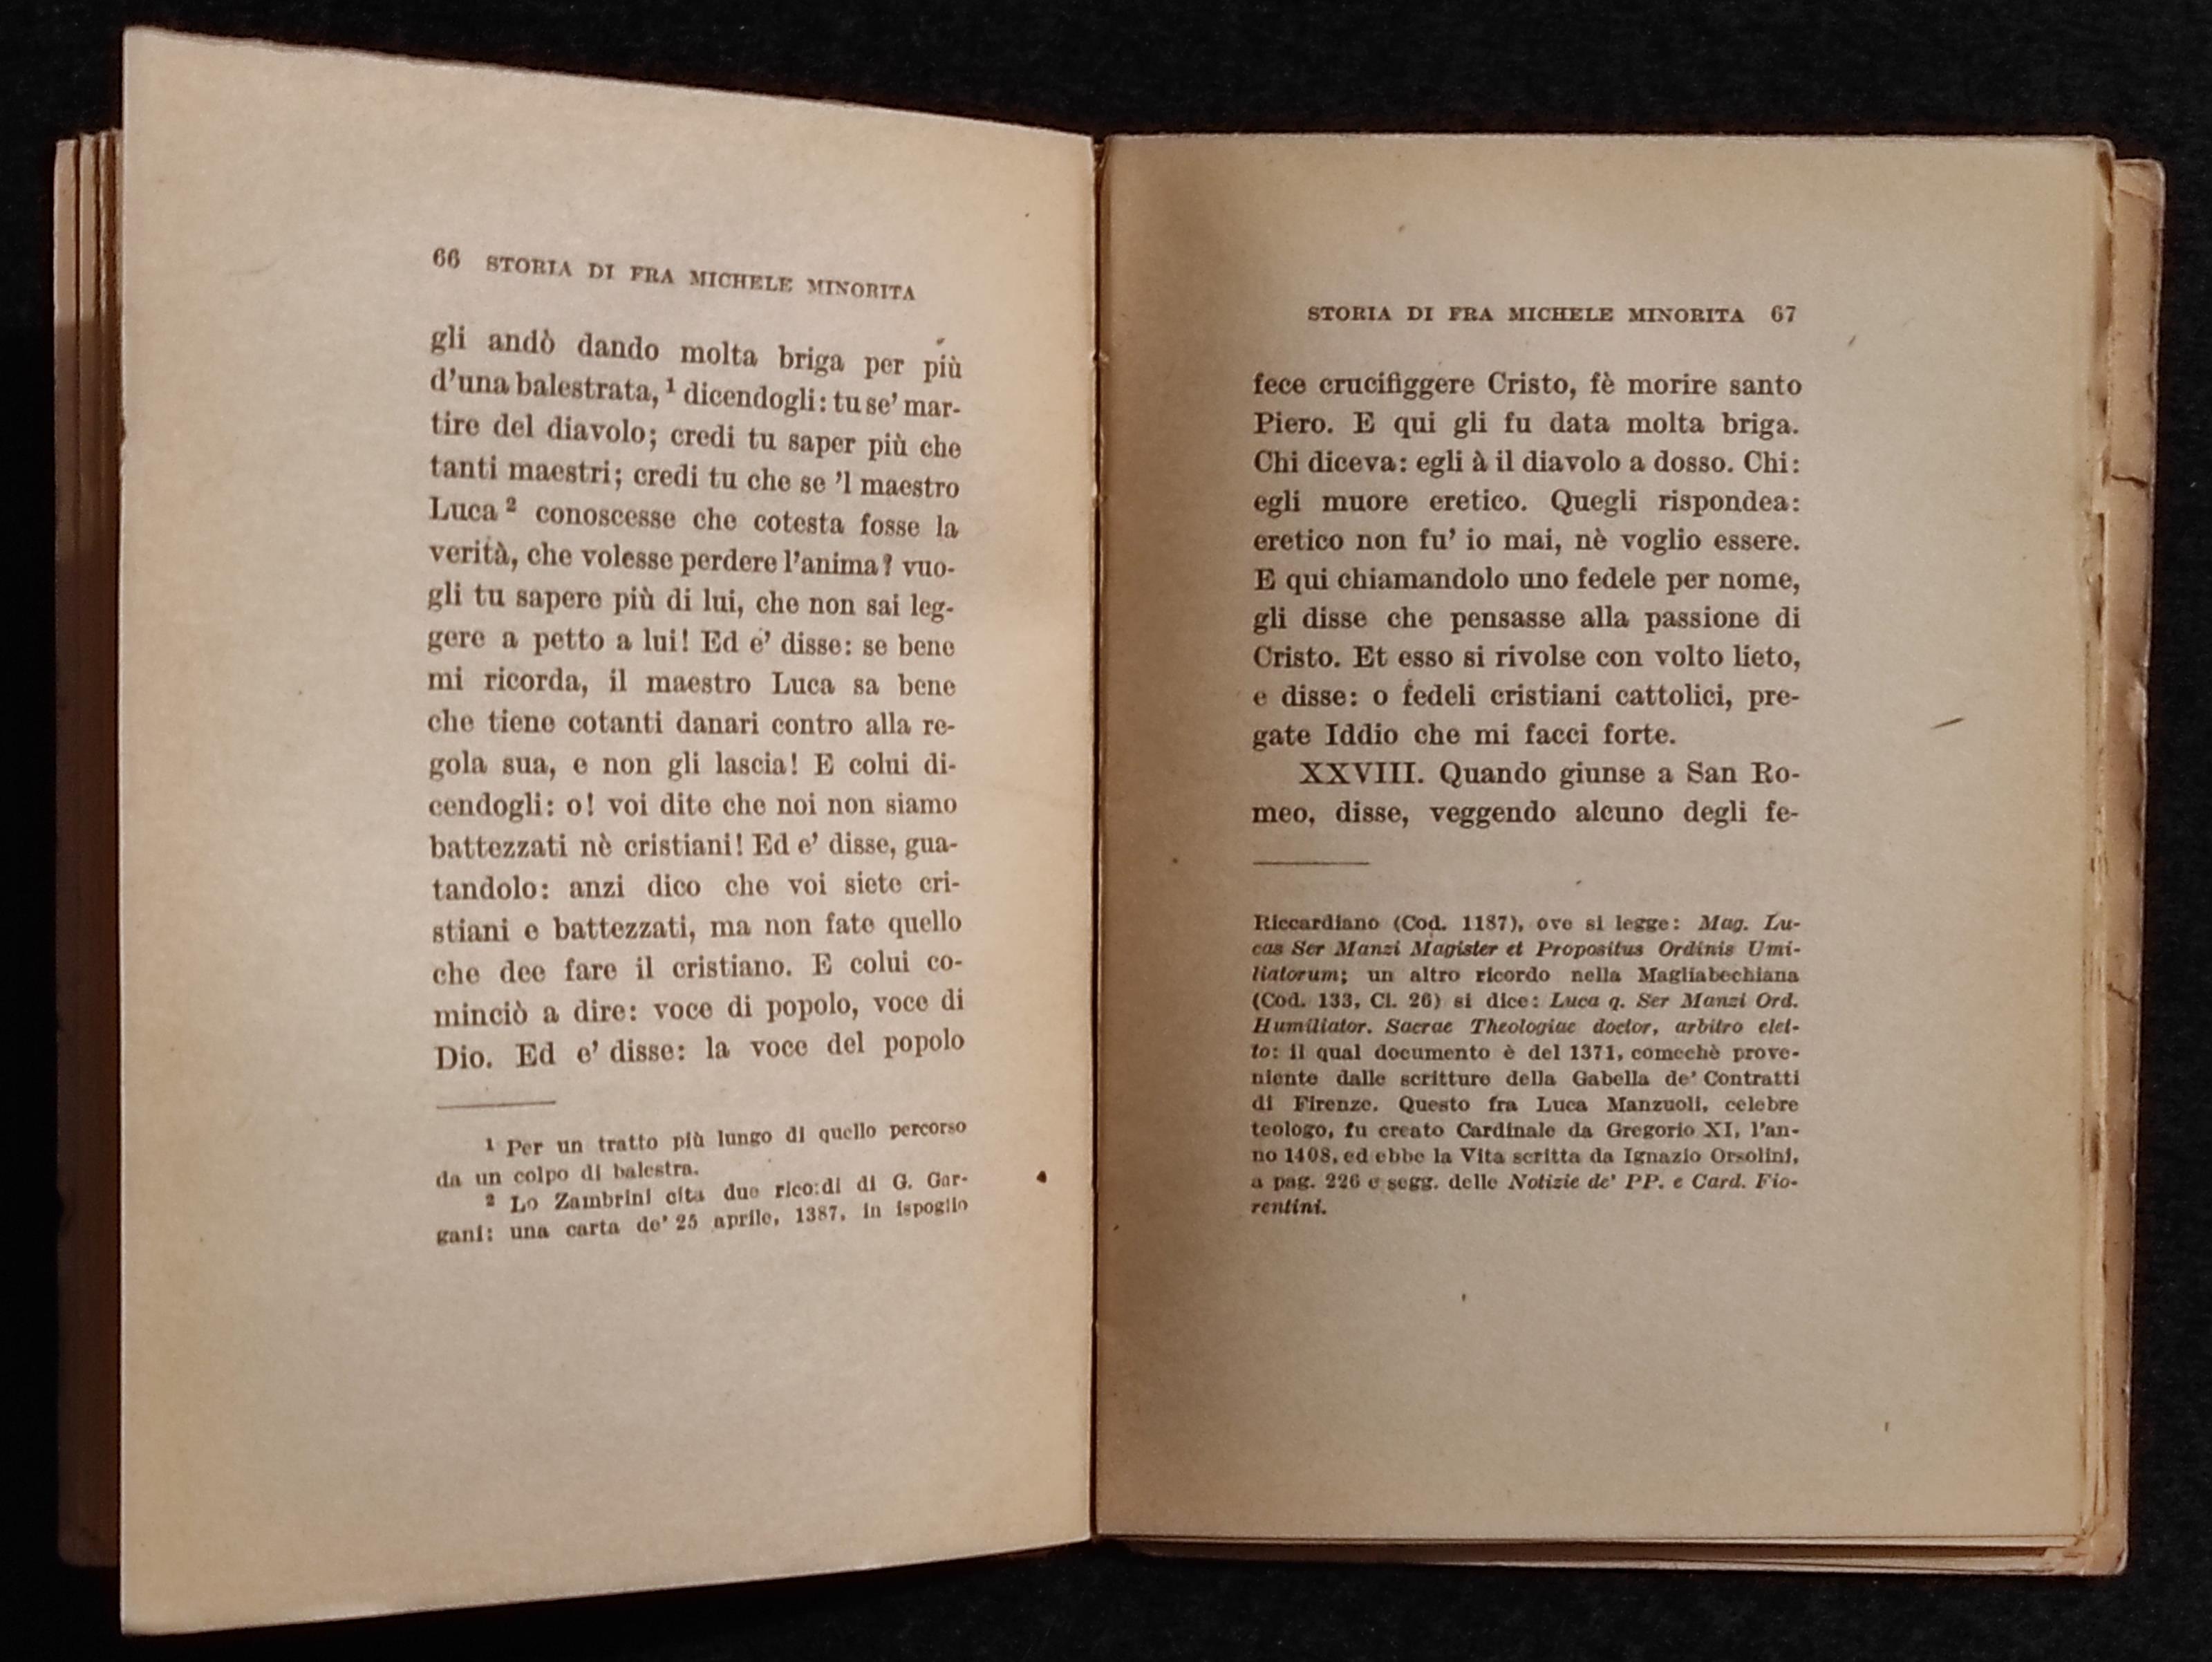 66 STORIA DI FRA MICHELE MINORITA
gli andò dando molta briga per più
d'una balestrata, ¹ dicendogli: tu se' mar-
tire del diavolo; credi tu saper più che
tanti maestri; credi tu che se 'l maestro
Luca ² conoscesse che cotesta fosse la
verità, che volesse perdere l'anima? vuo-
gli tu sapere più di lui, che non sai leg-
gere a petto a lui! Ed e' disse: se bene
mi ricorda, il maestro Luca sa bene
che tiene cotanti danari contro alla re-
gola sua, e non gli lascia! E colui di-
cendogli: o! voi dite che noi non siamo
battezzati nè cristiani! Ed e' disse, gua-
tandolo: anzi dico che voi siete cri-
stiani e battezzati, ma non fate quello
che dee fare il cristiano. E colui co-
minciò a dire: voce di popolo, voce di
Dio. Ed e' disse: la voce del popolo
¹ Per un tratto più lungo di quello percorso
da un colpo di balestra.
² Lo Zambrini cita due rico:di di G. Gar-
gani: una carta de' 25 aprile, 1387, in ispoglio
STORIA DI FRA MICHELE MINORITA 67
fece crucifiggere Cristo, fè morire santo
Piero. E qui gli fu data molta briga.
Chi diceva: egli à il diavolo a dosso. Chi:
egli muore eretico. Quegli rispondea:
eretico non fu' io mai, nè voglio essere.
E qui chiamandolo uno fedele per nome,
gli disse che pensasse alla passione di
Cristo. Et esso si rivolse con volto lieto,
e disse: o fedeli cristiani cattolici, pre-
gate Iddio che mi facci forte.
XXVIII. Quando giunse a San Ro-
meo, disse, veggendo alcuno degli fe-
Riccardiano (Cod. 1187), ove si legge: Mag. Lu-
cas Ser Manzi Magister et Propositus Ordinis Umi-
liatorum; un altro ricordo nella Magliabechiana
(Cod. 133, Cl. 26) si dice: Luca q. Ser Manzi Ord.
Humiliator. Sacrae Theologiae doctor, arbitro elet-
to: il qual documento è del 1371, comechè prove-
niente dalle scritture della Gabella de' Contratti
di Firenze. Questo fra Luca Manzuoli, celebre
teologo, fu creato Cardinale da Gregorio XI, l'an-
no 1408, ed ebbe la Vita scritta da Ignazio Orsolini,
a pag. 226 e segg. delle Notizie de' PP. e Card. Fio-
rentini.